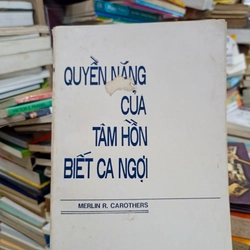 QUYỀN NĂNG
CỦA
TÂM HỒN
BIẾT CA NGỢI
MERLIN R. CAROTHERS